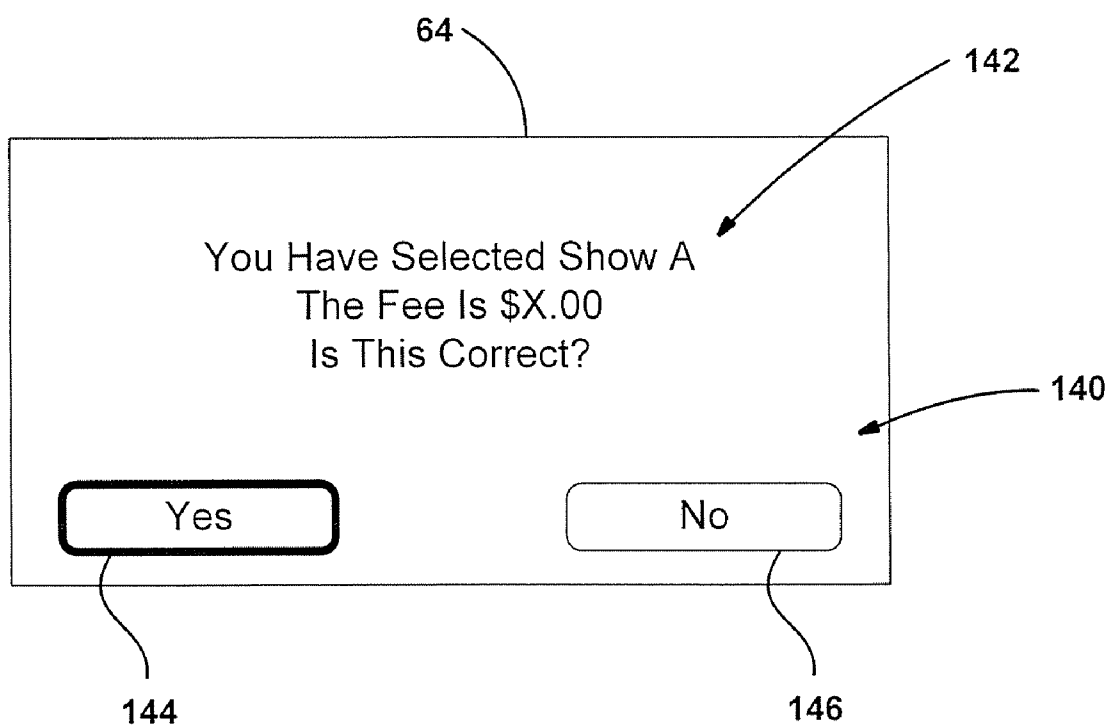 64
142
You Have Selected Show A
The Fee Is $X.00
Is This Correct?
140
Yes
No
144
146